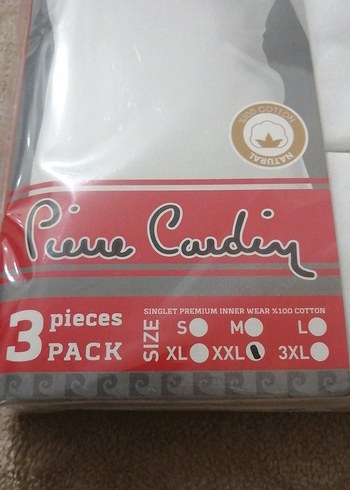 %100 COTTON
NATURAL
Pierre Cardin
3 pieces
PACK
SINGLET PREMIUM INNER WEAR %100 COTTON
SIZE
S M L
XL XXL 3XL